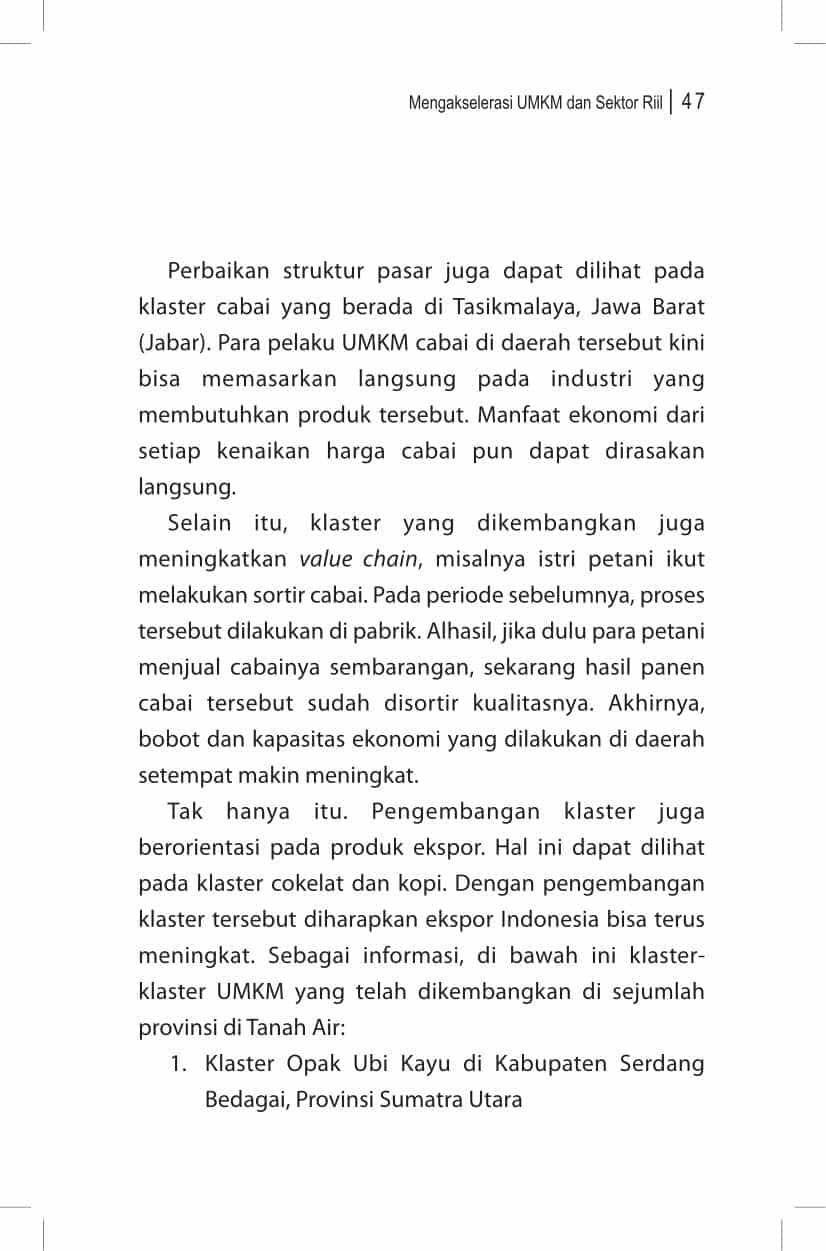 Mengakselerasi UMKM dan Sektor Riil | 47
Perbaikan struktur pasar juga dapat dilihat pada
klaster cabai yang berada di Tasikmalaya, Jawa Barat
(Jabar). Para pelaku UMKM cabai di daerah tersebut kini
bisa memasarkan langsung pada industri yang
membutuhkan produk tersebut. Manfaat ekonomi dari
setiap kenaikan harga cabai pun dapat dirasakan
langsung.
Selain itu, klaster yang dikembangkan juga
meningkatkan value chain, misalnya istri petani ikut
melakukan sortir cabai. Pada periode sebelumnya, proses
tersebut dilakukan di pabrik. Alhasil, jika dulu para petani
menjual cabainya sembarangan, sekarang hasil panen
cabai tersebut sudah disortir kualitasnya. Akhirnya,
bobot dan kapasitas ekonomi yang dilakukan di daerah
setempat makin meningkat.
Tak hanya itu. Pengembangan klaster juga
berorientasi pada produk ekspor. Hal ini dapat dilihat
pada klaster cokelat dan kopi. Dengan pengembangan
klaster tersebut diharapkan ekspor Indonesia bisa terus
meningkat. Sebagai informasi, di bawah ini klaster-
klaster UMKM yang telah dikembangkan di sejumlah
provinsi di Tanah Air:
1. Klaster Opak Ubi Kayu di Kabupaten Serdang
Bedagai, Provinsi Sumatra Utara